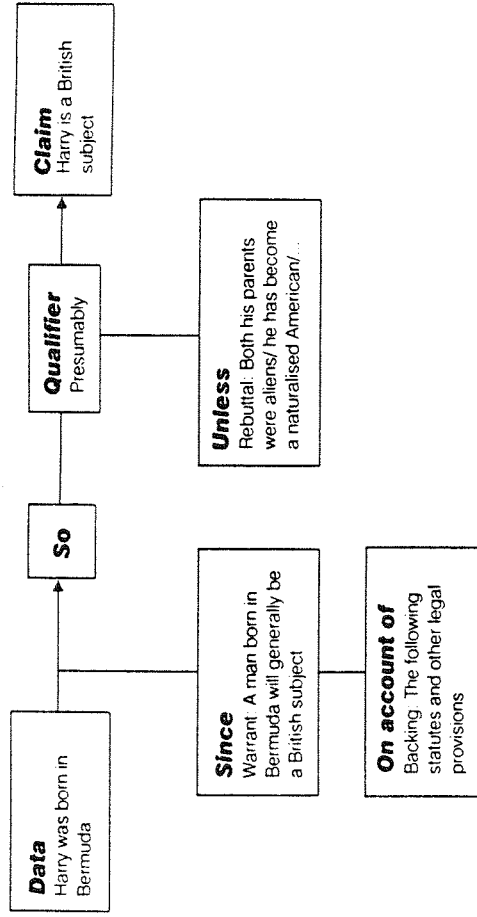 Data
Harry was born in
Bermuda
So
Qualifier
Presumably
Claim
Harry is a British
subject
Since
Warrant: A man born in
Bermuda will generally be
a British subject
Unless
Rebuttal: Both his parents
were aliens/ he has become
a naturalised American/...
On account of
Backing: The following
statutes and other legal
provisions